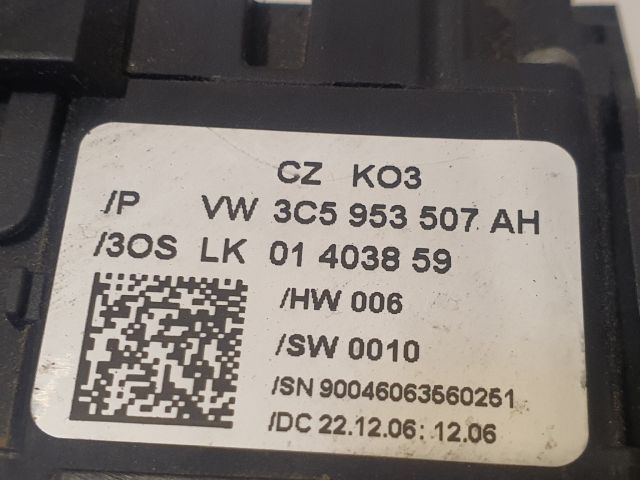 CZ KO3
/P VW 3C5 953 507 AH
/3OS LK 01 4038 59
/HW 006
/SW 0010
/SN 90046063560251
/DC 22.12.06: 12.06